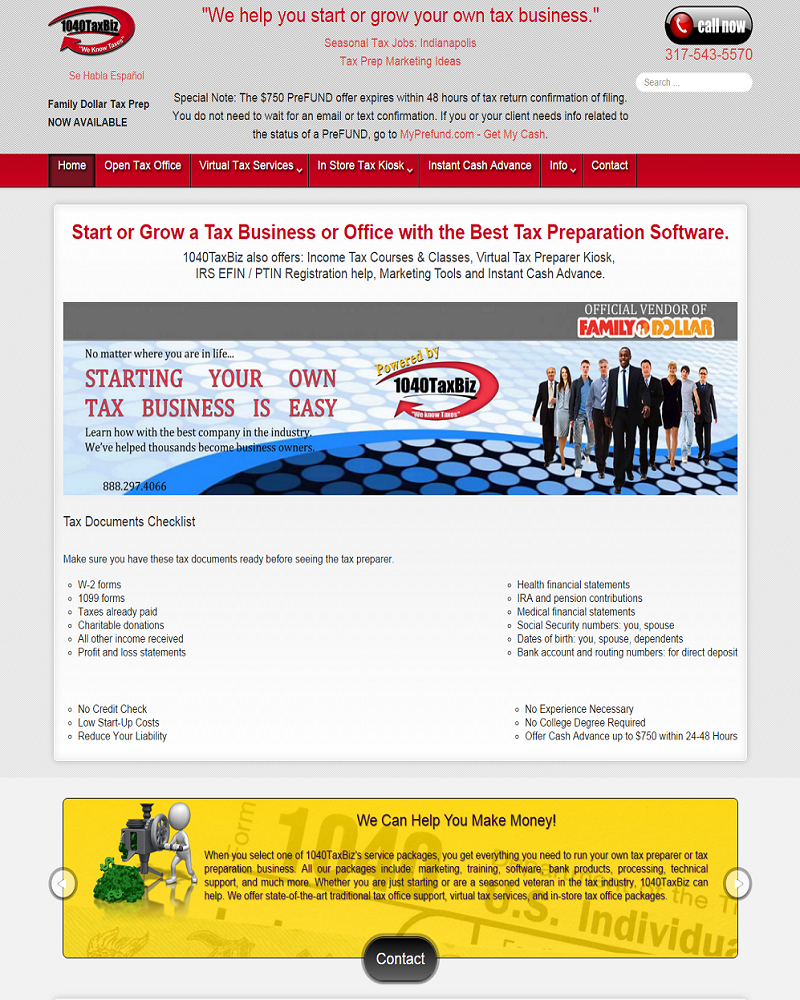 1040TaxBiz
"We Know Taxes"
Se Habla Español
Family Dollar Tax Prep
NOW AVAILABLE
"We help you start or grow your own tax business."
Seasonal Tax Jobs: Indianapolis
Tax Prep Marketing Ideas
Special Note: The $750 PreFUND offer expires within 48 hours of tax return confirmation of filing.
You do not need to wait for an email or text confirmation. If you or your client needs info related to
the status of a PreFUND, go to MyPrefund.com - Get My Cash.
call now
317-543-5570
Search ...
Home Open Tax Office Virtual Tax Services In Store Tax Kiosk Instant Cash Advance Info Contact
Start or Grow a Tax Business or Office with the Best Tax Preparation Software.
1040TaxBiz also offers: Income Tax Courses & Classes, Virtual Tax Preparer Kiosk,
IRS EFIN / PTIN Registration help, Marketing Tools and Instant Cash Advance.
OFFICIAL VENDOR OF
FAMILY DOLLAR
No matter where you are in life...
STARTING YOUR OWN
TAX BUSINESS IS EASY
Learn how with the best company in the industry.
We've helped thousands become business owners.
888.297.4066
Powered by
1040TaxBiz
"We know Taxes"
Tax Documents Checklist
Make sure you have these tax documents ready before seeing the tax preparer.
W-2 forms
1099 forms
Taxes already paid
Charitable donations
All other income received
Profit and loss statements
Health financial statements
IRA and pension contributions
Medical financial statements
Social Security numbers: you, spouse
Dates of birth: you, spouse, dependents
Bank account and routing numbers: for direct deposit
No Credit Check
Low Start-Up Costs
Reduce Your Liability
No Experience Necessary
No College Degree Required
Offer Cash Advance up to $750 within 24-48 Hours
We Can Help You Make Money!
When you select one of 1040TaxBiz's service packages, you get everything you need to run your own tax preparer or tax
preparation business. All our packages include: marketing, training, software, bank products, processing, technical
support, and much more. Whether you are just starting or are a seasoned veteran in the tax industry, 1040TaxBiz can
help. We offer state-of-the-art traditional tax office support, virtual tax services, and in-store tax office packages.
Form 1040
U.S. Individua
Contact